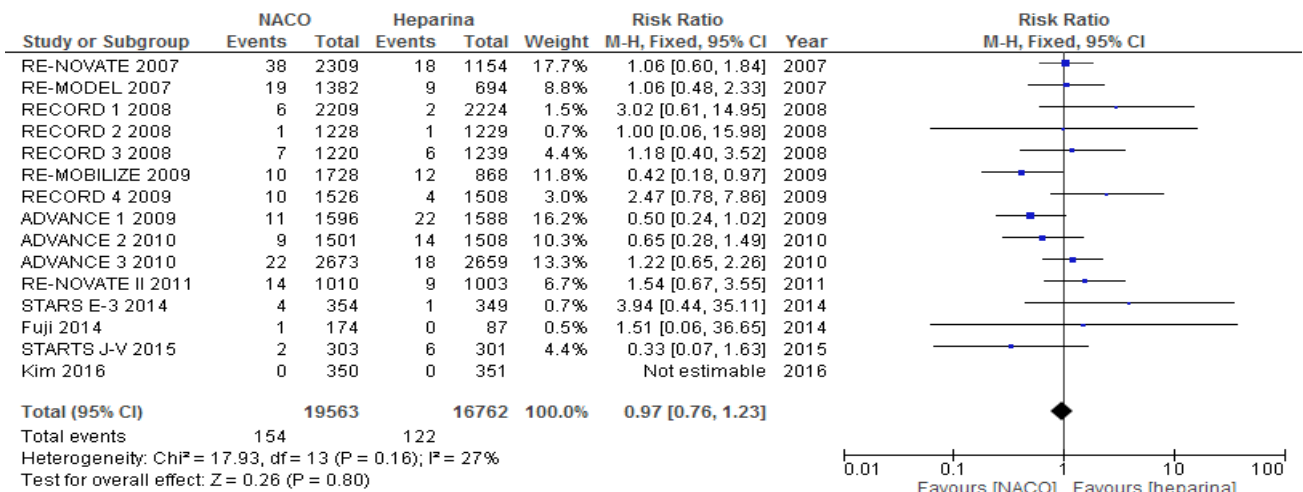 NACO Heparina Risk Ratio Risk Ratio
Study or Subgroup Events Total Events Total Weight M-H, Fixed, 95% CI Year M-H, Fixed, 95% CI
RE-NOVATE 2007 38 2309 18 1154 17.7% 1.06 [0.60, 1.84] 2007
RE-MODEL 2007 19 1382 9 694 8.8% 1.06 [0.48, 2.33] 2007
RECORD 1 2008 6 2209 2 2224 1.5% 3.02 [0.61, 14.95] 2008
RECORD 2 2008 1 1228 1 1229 0.7% 1.00 [0.06, 15.98] 2008
RECORD 3 2008 7 1220 6 1239 4.4% 1.18 [0.40, 3.52] 2008
RE-MOBILIZE 2009 10 1728 12 868 11.8% 0.42 [0.18, 0.97] 2009
RECORD 4 2009 10 1526 4 1508 2.9% 2.47 [0.78, 7.86] 2009
ADVANCE 1 2009 11 1596 22 1588 16.2% 0.50 [0.24, 1.02] 2009
ADVANCE 2 2010 9 1501 14 1508 10.3% 0.65 [0.28, 1.49] 2010
ADVANCE 3 2010 22 2673 18 2659 13.3% 1.22 [0.65, 2.26] 2010
RE-NOVATE II 2011 14 1010 9 1003 6.7% 1.54 [0.67, 3.55] 2011
STARS E-3 2014 4 354 1 349 0.7% 3.94 [0.44, 35.11] 2014
Fuji 2014 1 174 0 87 0.5% 1.51 [0.06, 36.65] 2014
STARTS J-V 2015 2 303 6 301 4.4% 0.33 [0.07, 1.63] 2015
Kim 2016 0 350 0 351 Not estimable 2016
Total (95% CI) 19563 16762 100.0% 0.97 [0.76, 1.23]
Total events 154 122
Heterogeneity: Chi² = 17.93, df = 13 (P = 0.16); I² = 27%
Test for overall effect: Z = 0.26 (P = 0.80)
0.01 0.1 1 10 100
Favours [NACO] Favours [heparina]